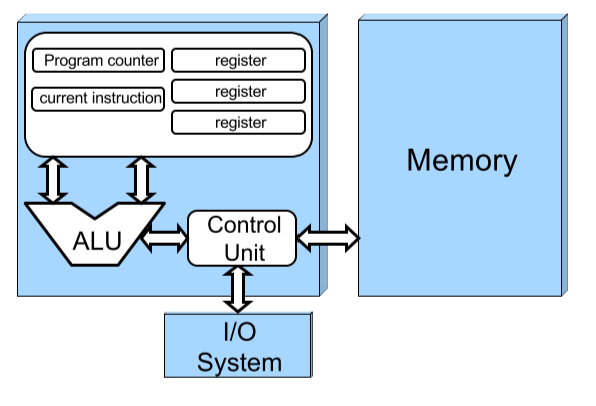 Program counter
register
current instruction
register
register
Memory
ALU
Control
Unit
I/O
System